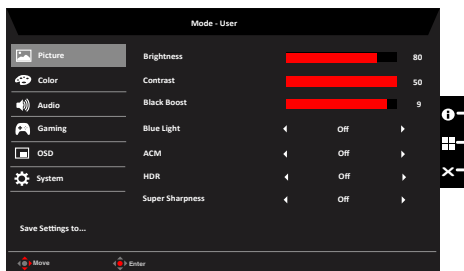 Mode - User
Picture
Brightness 80
Color
Contrast 50
Audio
Black Boost 9
Gaming
Blue Light Off
OSD
ACM Off
System
HDR Off
Super Sharpness Off
Save Settings to...
Move Enter